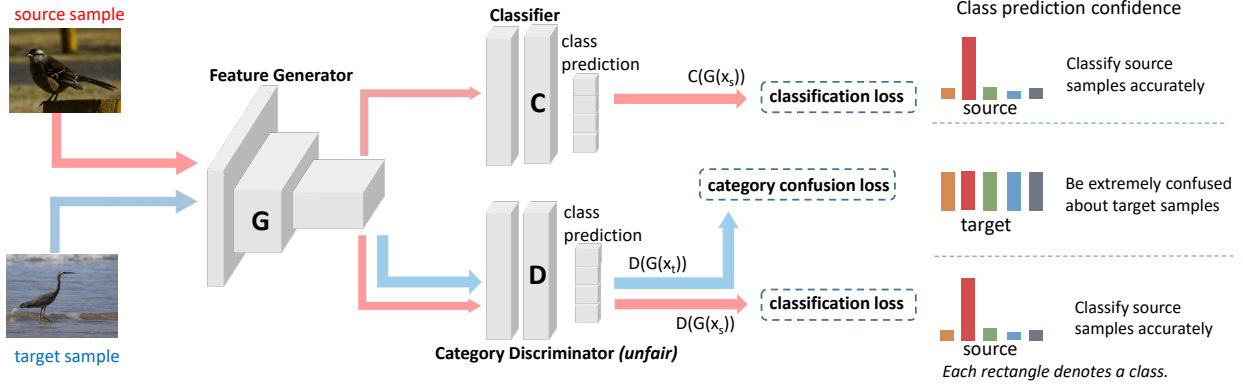 source sample
Feature Generator
G
target sample
Classifier
C
class
prediction
C(G(xₛ))
classification loss
category confusion loss
D
class
prediction
D(G(xₜ))
D(G(xₛ))
classification loss
Category Discriminator (unfair)
Class prediction confidence
Classify source
samples accurately
source
Be extremely confused
about target samples
target
Classify source
samples accurately
source
Each rectangle denotes a class.